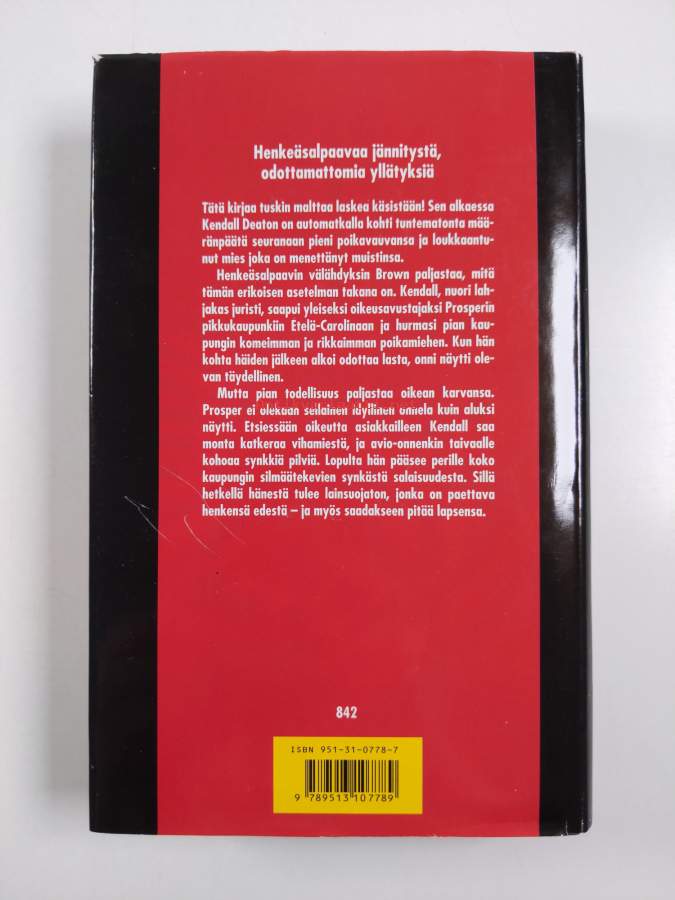 Henkeäsalpaavaa jännitystä,
odottamattomia yllätyksiä
Tätä kirjaa tuskin malttaa laskea käsistään! Sen alkaessa
Kendall Deaton on automatkalla kohti tuntematonta mää-
ränpäätä seuranaan pieni poikavauvansa ja loukkaantu-
nut mies joka on menettänyt muistinsa.
Henkeäsalpaavin välähdyksin Brown paljastaa, mitä
tämän erikoisen asetelman takana on. Kendall, nuori lah-
jakas juristi, saapui yleiseksi oikeusavustajaksi Prosperin
pikkukaupunkiin Etelä-Carolinaan ja hurmasi pian kau-
pungin komeimman ja rikkaimman poikamiehen. Kun hän
kohta häiden jälkeen alkoi odottaa lasta, onni näytti ole-
van täydellinen.
Mutta pian todellisuus paljastaa oikean karvansa.
Prosper ei olekaan sellainen idyllinen onnela kuin aluksi
näytti. Etsiessään oikeutta asiakkailleen Kendall saa
monta katkeraa vihamiestä, ja avio-onnenkin taivaalle
kohoaa synkkiä pilviä. Lopulta hän pääsee perille koko
kaupungin silmäätekevien synkästä salaisuudesta. Sillä
hetkellä hänestä tulee lainsuojaton, jonka on paettava
henkensä edestä – ja myös saadakseen pitää lapsensa.
842
ISBN 951-31-0778-7
9 789513 107789